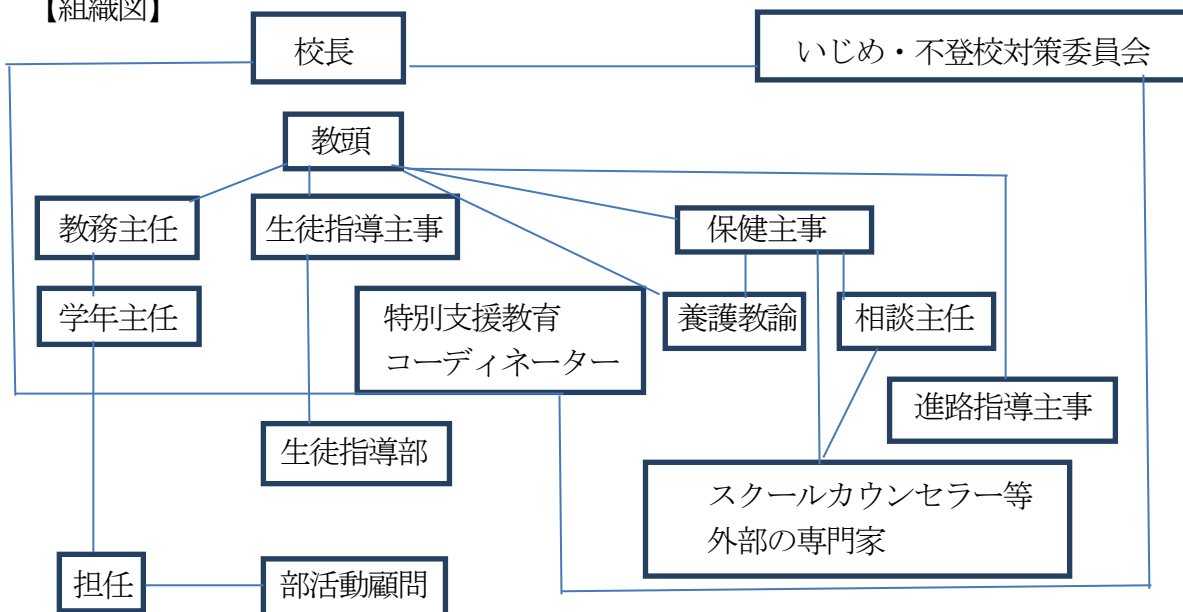 【組織図】
校長
いじめ・不登校対策委員会
教頭
教務主任
生徒指導主事
保健主事
学年主任
特別支援教育
コーディネーター
養護教諭
相談主任
進路指導主事
生徒指導部
スクールカウンセラー等
外部の専門家
担任
部活動顧問